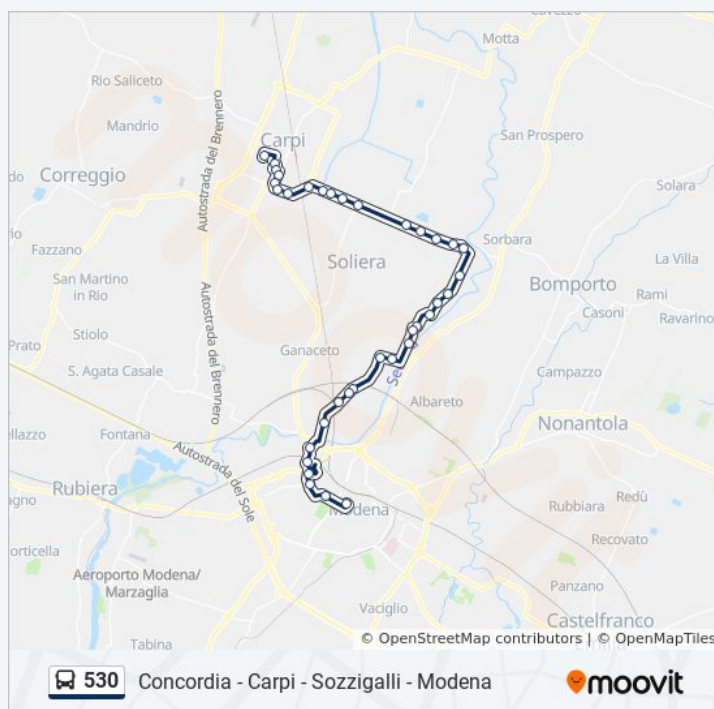 Cavezzo
Motta
Rio Saliceto
Mandrio
Carpi
San Prospero
Correggio
Autostrada del Brennero
Solara
Fazzano
Soliera
Sorbara
La Villa
San Martino
in Rio
Bomporto
Rami
Casoni
Ravarino
Stiolo
Prato
Autostrada del Brennero
Ganaceto
S. Agata Casale
Campazzo
Albareto
Nonantola
Fontana
Autostrada del Sole
Rubiera
Redù
Rubbiara
Modena
Recovato
Aeroporto Modena/
Marzaglia
Panzano
Vaciglio
Castelfranco
Tabina
© OpenStreetMap contributors | © OpenMapTiles
530 Concordia - Carpi - Sozzigalli - Modena moovit